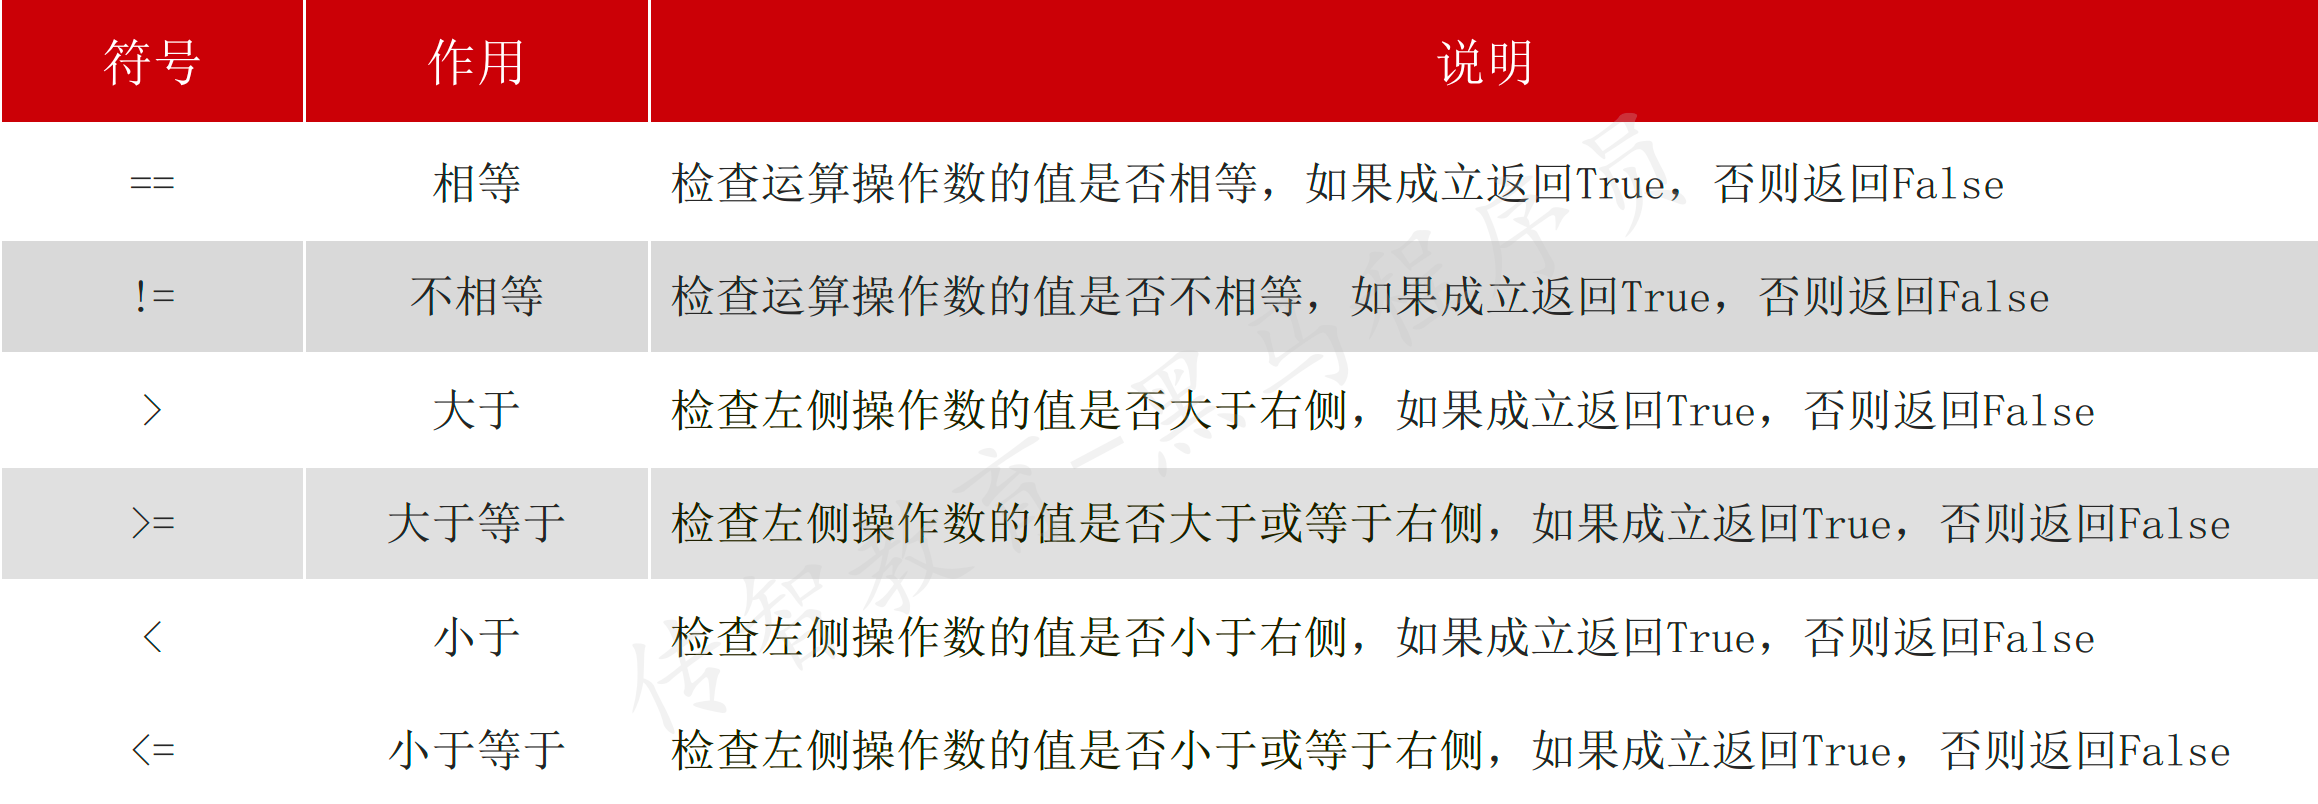 符号 作用 说明
== 相等 检查运算操作数的值是否相等，如果成立返回True，否则返回False
!= 不相等 检查运算操作数的值是否不相等，如果成立返回True，否则返回False
> 大于 检查左侧操作数的值是否大于右侧，如果成立返回True，否则返回False
>= 大于等于 检查左侧操作数的值是否大于或等于右侧，如果成立返回True，否则返回False
< 小于 检查左侧操作数的值是否小于右侧，如果成立返回True，否则返回False
<= 小于等于 检查左侧操作数的值是否小于或等于右侧，如果成立返回True，否则返回False
传智教育-黑马程序员